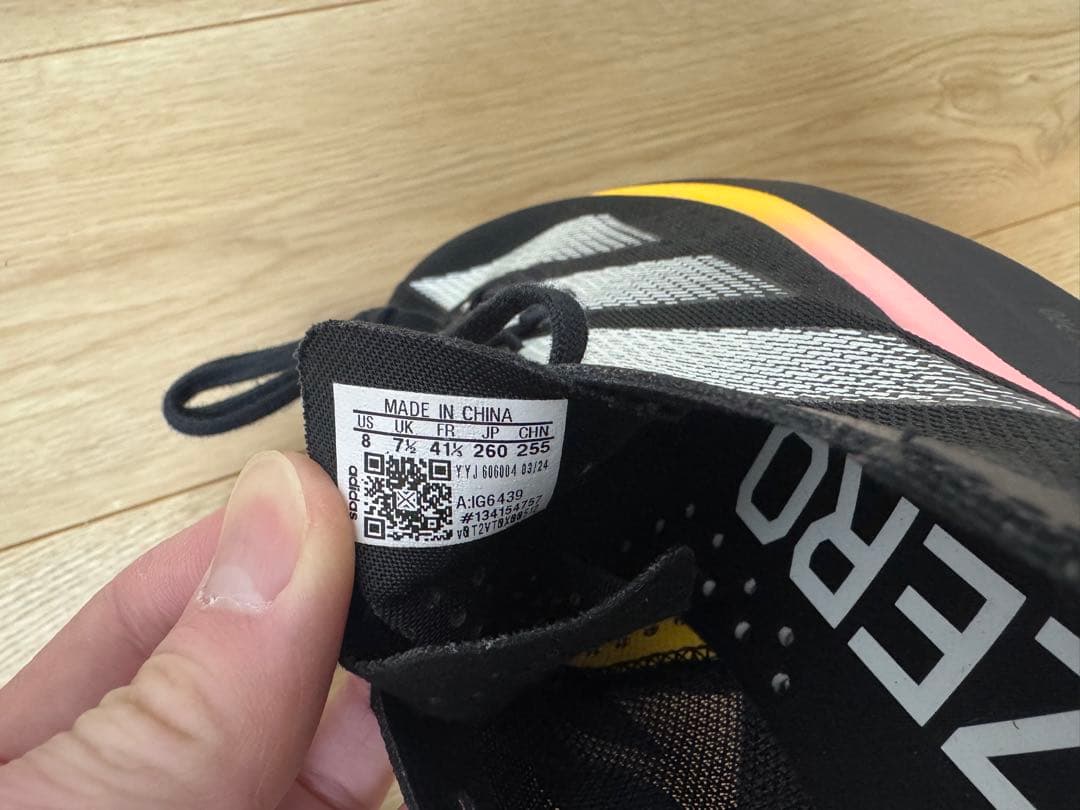 MADE IN CHINA
US UK FR JP CHN
8 7½ 41⅓ 260 255
YYJ 606004 03/24
adidas
A:IG6439
#134154757
ZERO